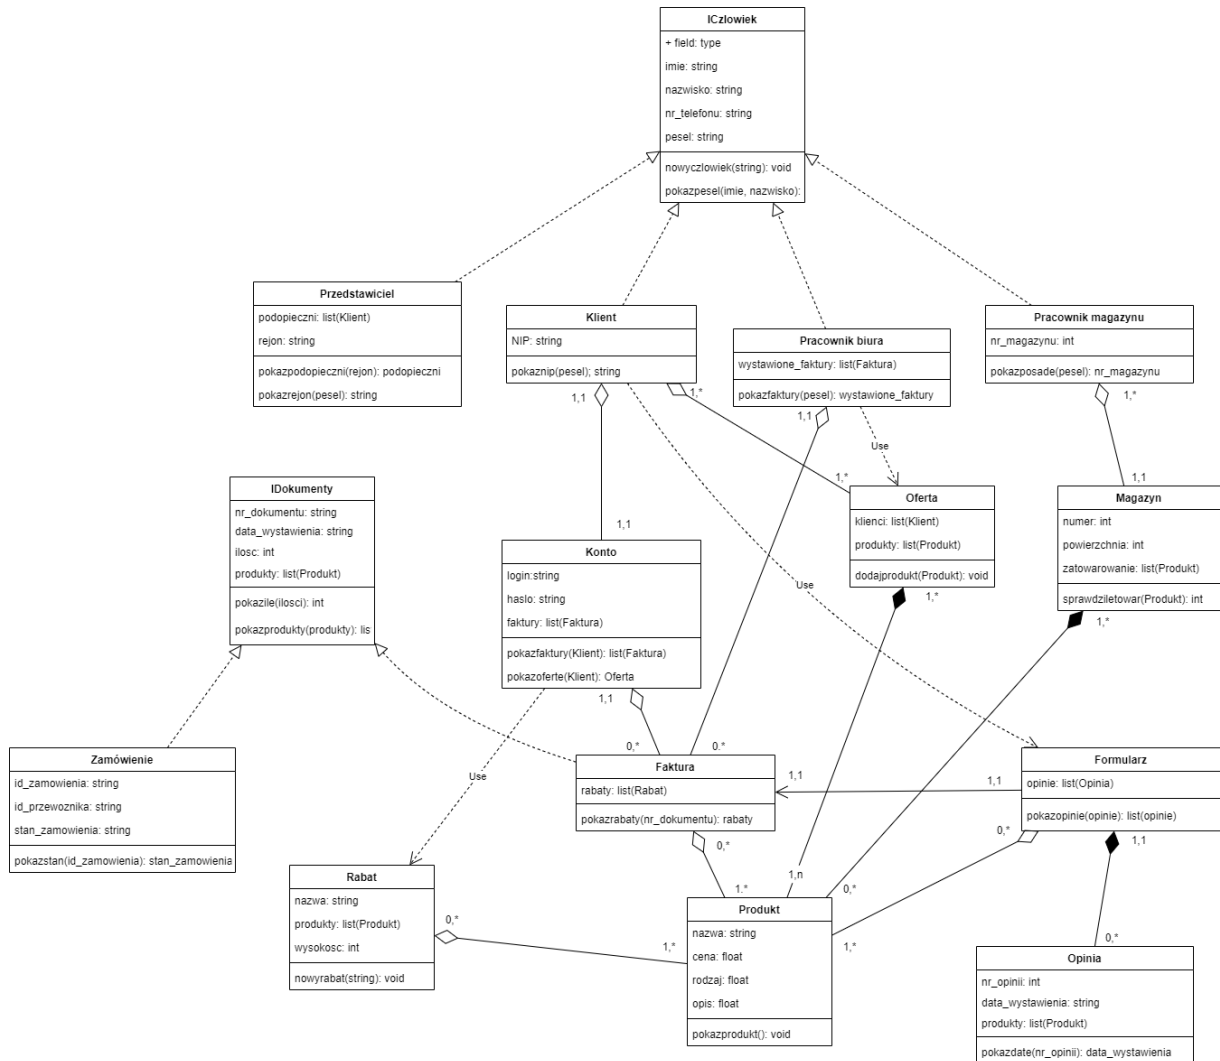 ICzlowiek
+ field: type
imie: string
nazwisko: string
nr_telefonu: string
pesel: string
nowyczlowiek(string): void
pokazpesel(imie, nazwisko):
Przedstawiciel
podopieczni: list(Klient)
rejon: string
pokazpodopieczni(rejon): podopieczni
pokazrejon(pesel): string
Klient
NIP: string
pokaznip(pesel); string
Pracownik biura
wystawione_faktury: list(Faktura)
pokazfaktury(pesel): wystawione_faktury
Pracownik magazynu
nr_magazynu: int
pokazposade(pesel): nr_magazynu
1,1
1,*
1,1
1,*
Use
1,*
1,1
1,1
IDokumenty
nr_dokumentu: string
data_wystawienia: string
ilosc: int
produkty: list(Produkt)
pokazile(ilosci): int
pokazprodukty(produkty): lis
Konto
login:string
haslo: string
faktury: list(Faktura)
pokazfaktury(Klient): list(Faktura)
pokazoferte(Klient): Oferta
Oferta
klienci: list(Klient)
produkty: list(Produkt)
dodajprodukt(Produkt): void
Magazyn
numer: int
powierzchnia: int
zatowarowanie: list(Produkt)
sprawdziletowar(Produkt): int
Use
1,*
1,*
1,1
0,*
0.*
Use
1,1
1,1
Zamówienie
id_zamowienia: string
id_przewoznika: string
stan_zamowienia: string
pokazstan(id_zamowienia): stan_zamowienia
Faktura
rabaty: list(Rabat)
pokazrabaty(nr_dokumentu): rabaty
Formularz
opinie: list(Opinia)
pokazopinie(opinie): list(opinie)
0,*
0,*
1,1
Rabat
nazwa: string
produkty: list(Produkt)
wysokosc: int
nowyrabat(string): void
1,n
1.*
0,*
0,*
1,*
1,*
0,*
Produkt
nazwa: string
cena: float
rodzaj: float
opis: float
pokazprodukt(): void
Opinia
nr_opinii: int
data_wystawienia: string
produkty: list(Produkt)
pokazdate(nr_opinii): data_wystawienia